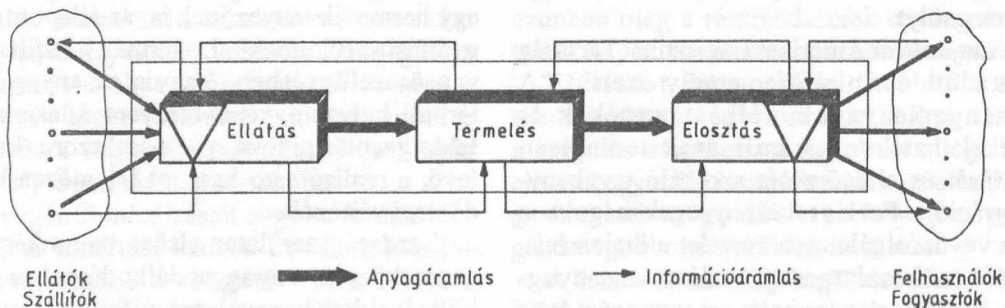 Ellátás
Termelés
Elosztás
Ellátók
Szállítók
Anyagáramlás
Információáramlás
Felhasználók
Fogyasztók